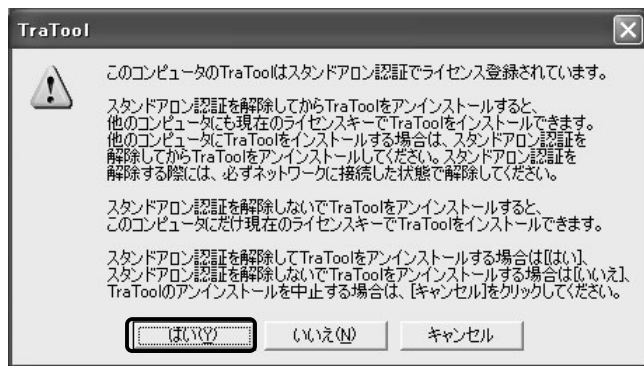 TraTool
このコンピュータのTraToolはスタンドアロン認証でライセンス登録されています。
スタンドアロン認証を解除してからTraToolをアンインストールすると、
他のコンピュータにも現在のライセンスキーでTraToolをインストールできます。
他のコンピュータにTraToolをインストールする場合は、スタンドアロン認証を
解除してからTraToolをアンインストールしてください。スタンドアロン認証を
解除する際には、必ずネットワークに接続した状態で解除してください。
スタンドアロン認証を解除しないでTraToolをアンインストールすると、
このコンピュータにだけ現在のライセンスキーでTraToolをインストールできます。
スタンドアロン認証を解除してTraToolをアンインストールする場合は[はい]、
スタンドアロン認証を解除しないでTraToolをアンインストールする場合は[いいえ]、
TraToolのアンインストールを中止する場合は、[キャンセル]をクリックしてください。
はい(Y) いいえ(N) キャンセル